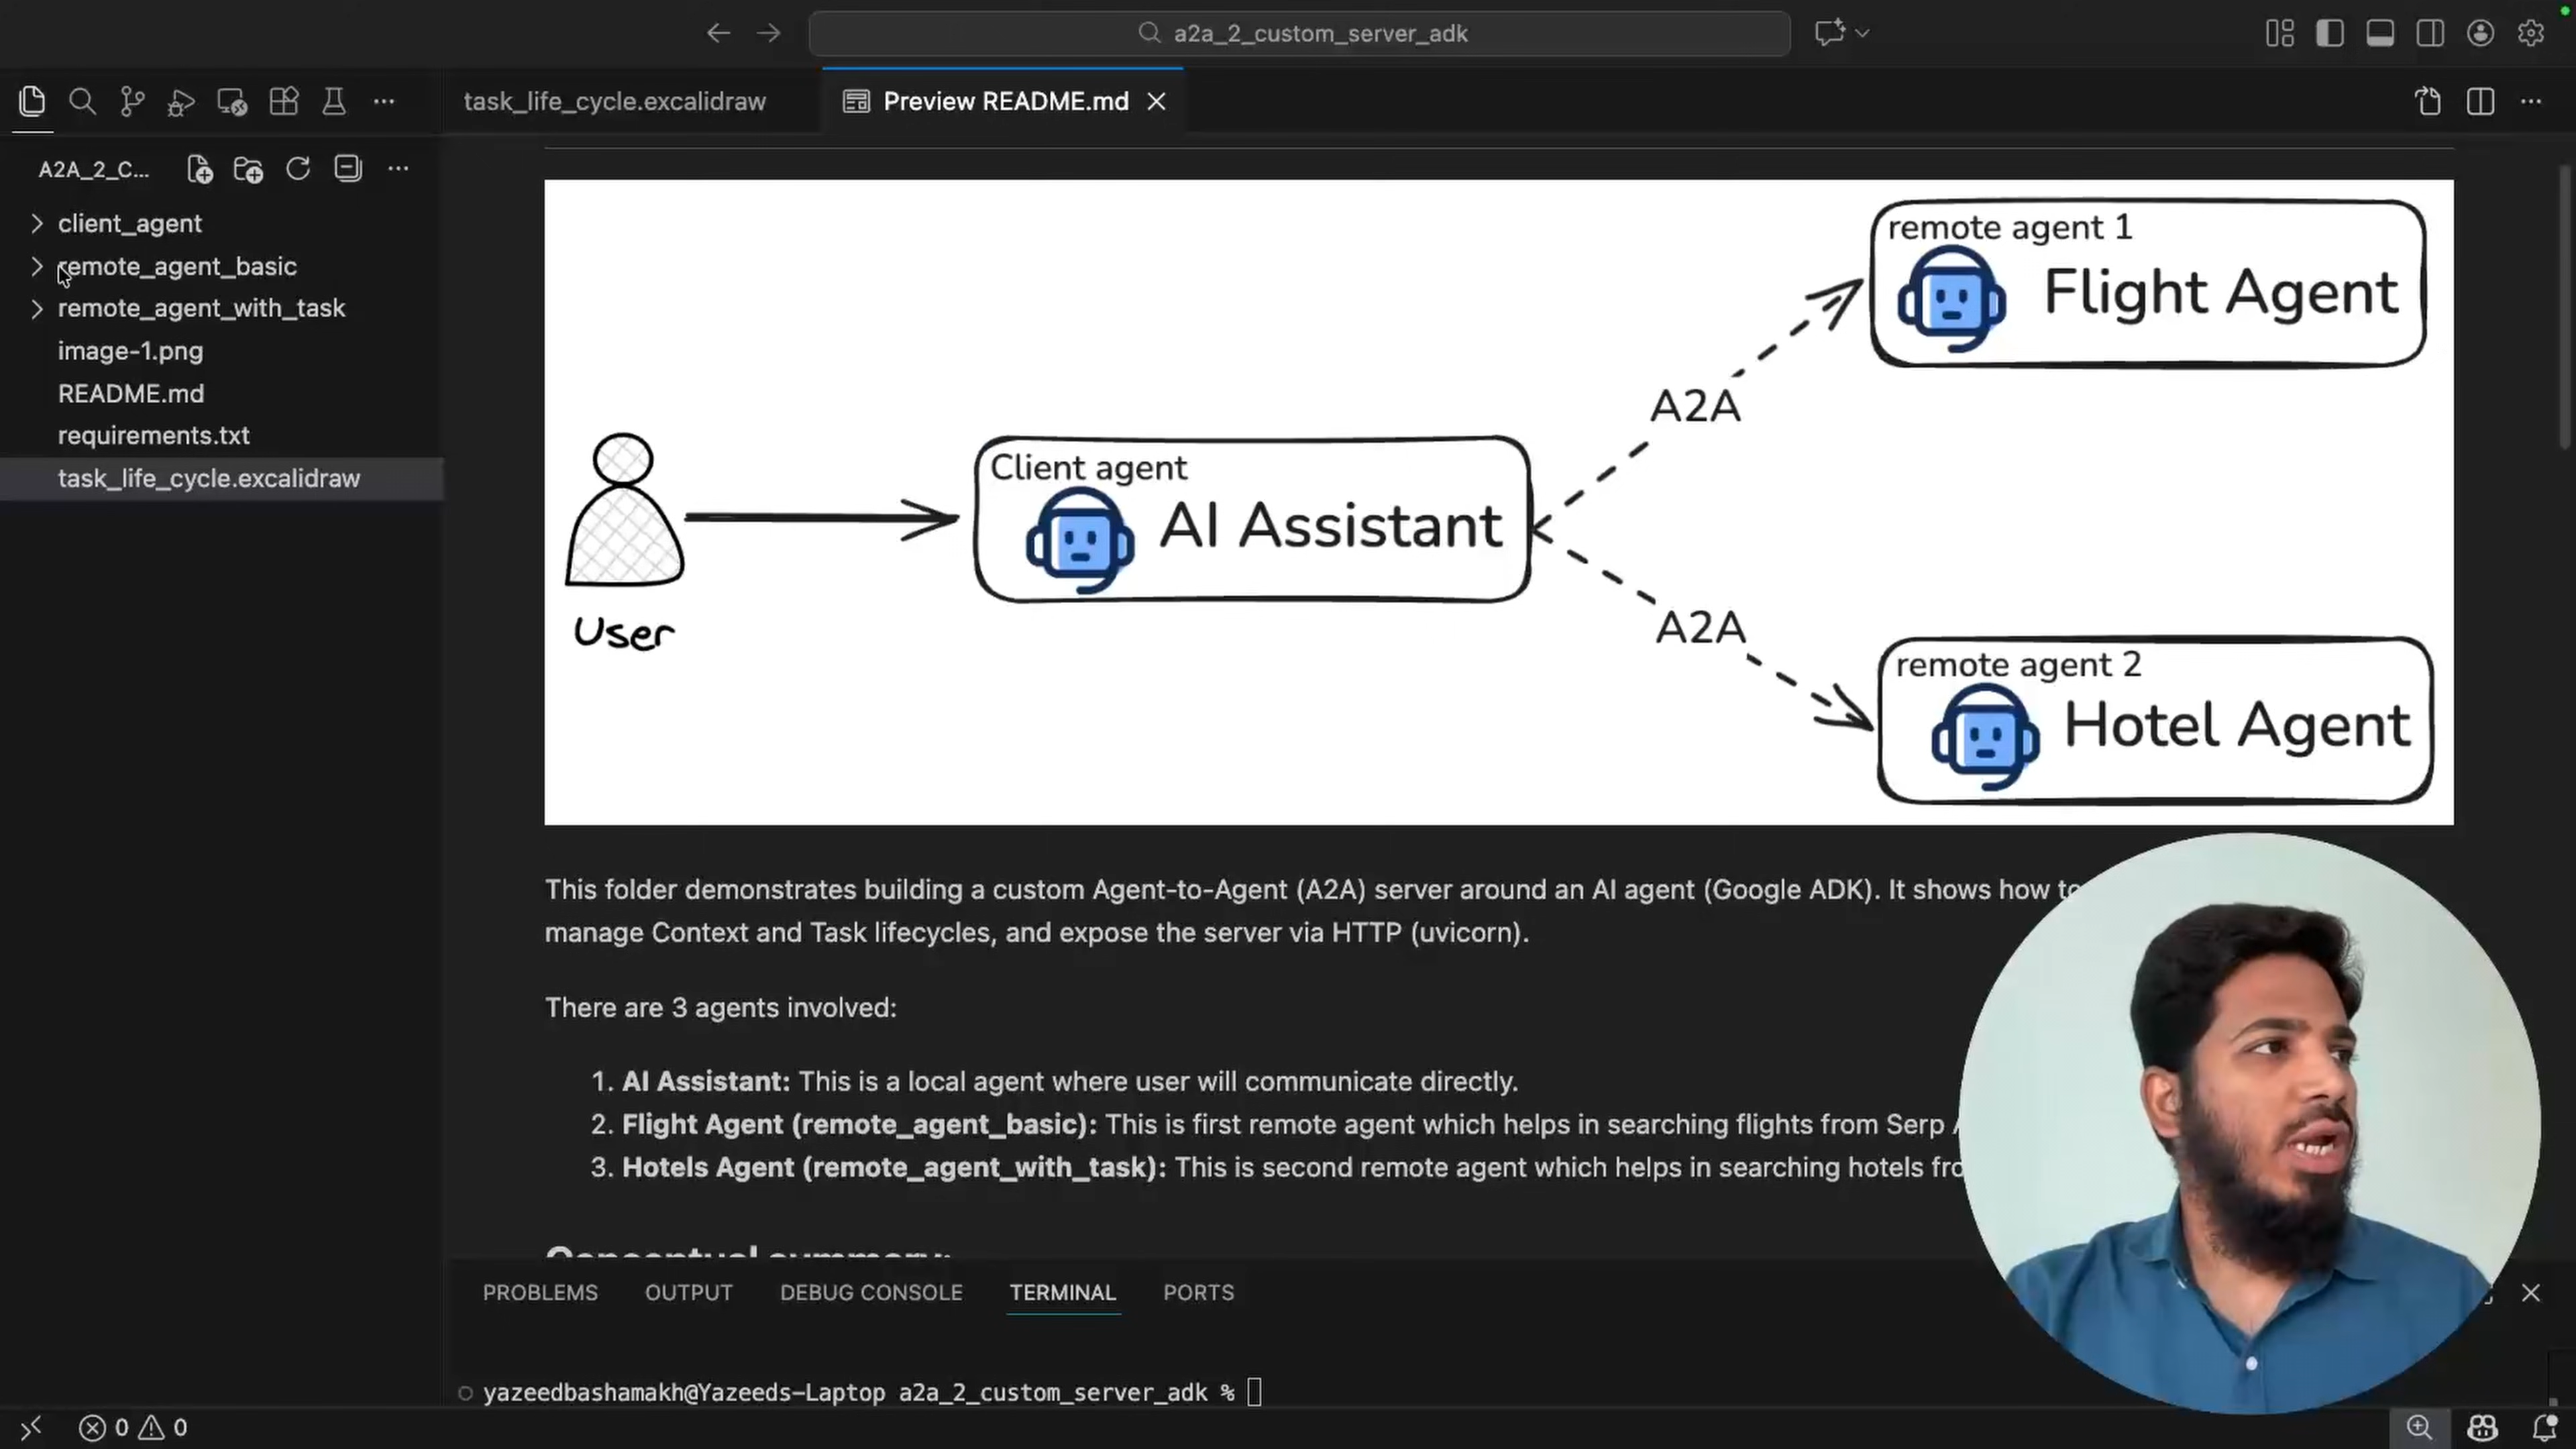 a2a_2_custom_server_adk
task_life_cycle.excalidraw
Preview README.md
A2A_2_C...
client_agent
remote_agent_basic
remote_agent_with_task
image-1.png
README.md
requirements.txt
task_life_cycle.excalidraw
remote agent 1
Flight Agent
A2A
Client agent
AI Assistant
User
A2A
remote agent 2
Hotel Agent
This folder demonstrates building a custom Agent-to-Agent (A2A) server around an AI agent (Google ADK). It shows how to
manage Context and Task lifecycles, and expose the server via HTTP (uvicorn).
There are 3 agents involved:
1. AI Assistant: This is a local agent where user will communicate directly.
2. Flight Agent (remote_agent_basic): This is first remote agent which helps in searching flights from Serp
3. Hotels Agent (remote_agent_with_task): This is second remote agent which helps in searching hotels
Conceptual summary:
PROBLEMS OUTPUT DEBUG CONSOLE TERMINAL PORTS
yazeedbashamakh@Yazeeds-Laptop a2a_2_custom_server_adk %
0 0